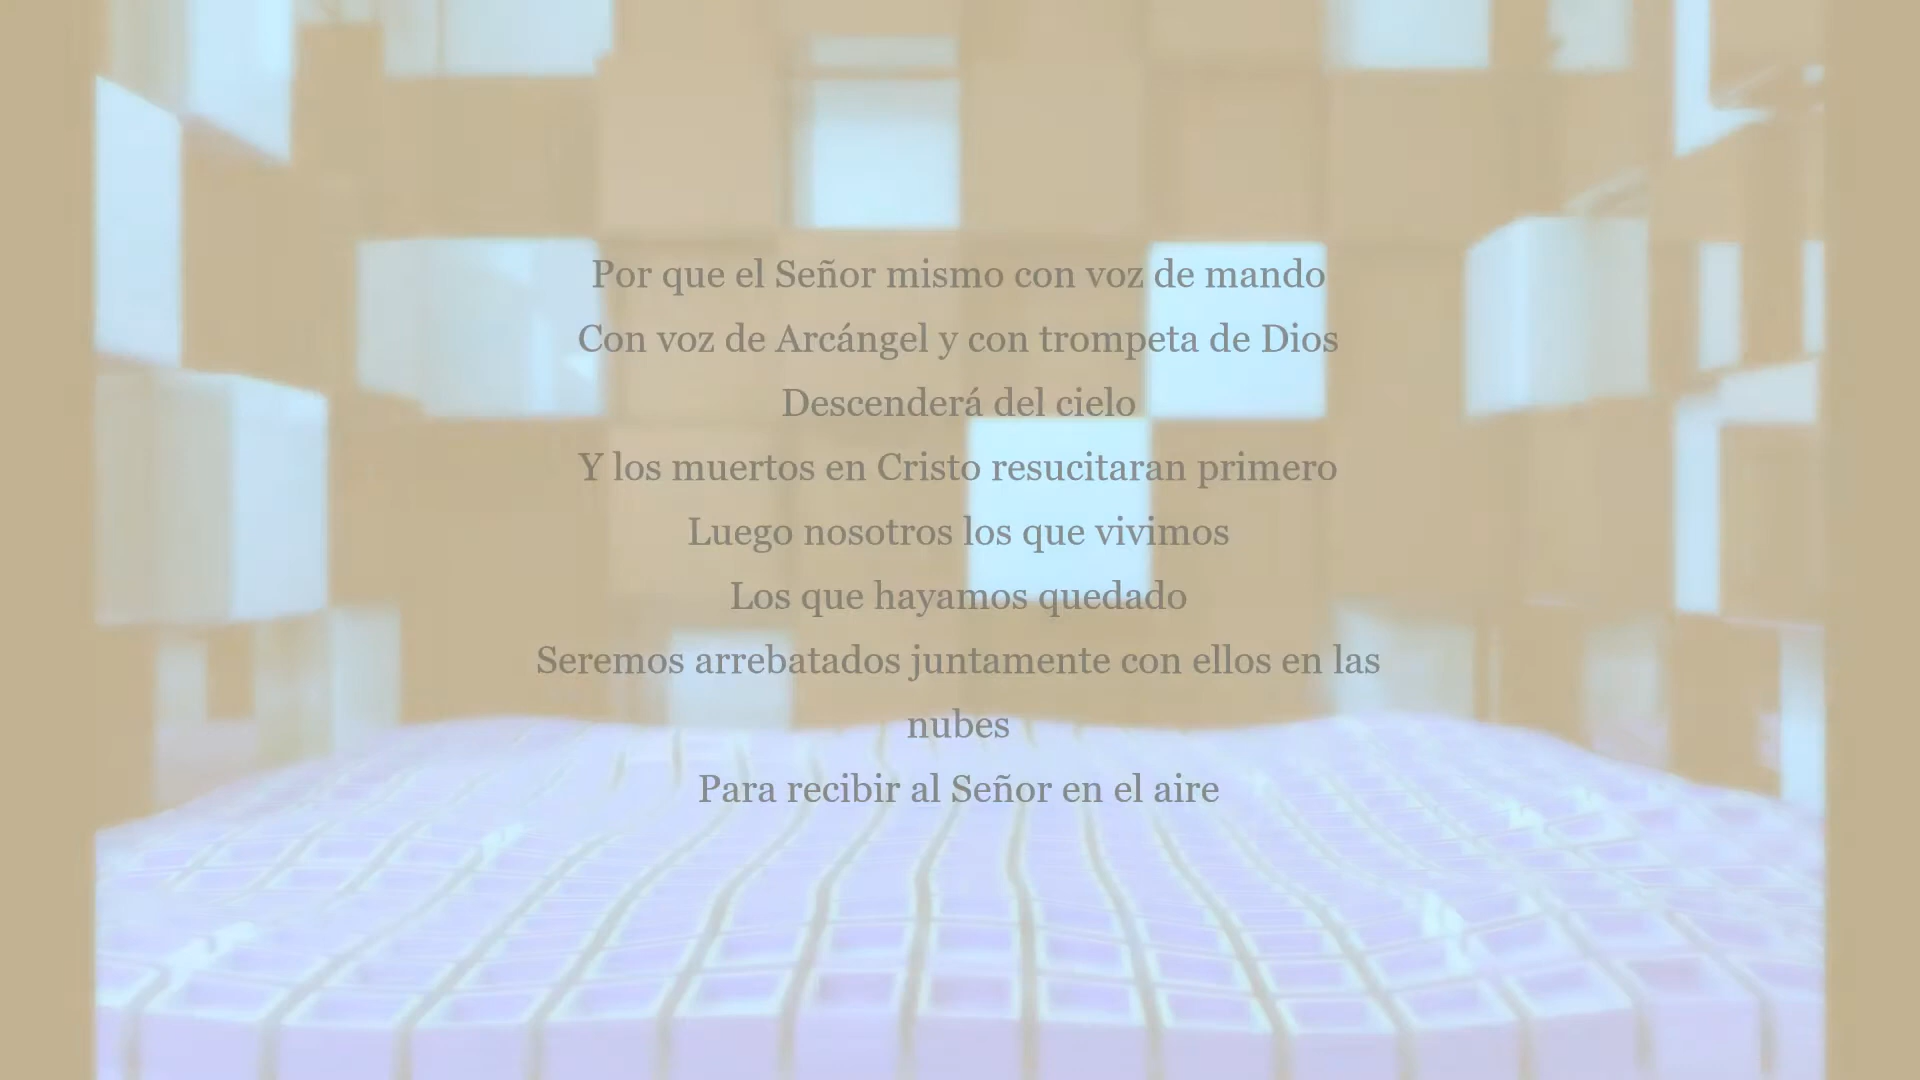 Por que el Señor mismo con voz de mando
Con voz de Arcángel y con trompeta de Dios
Descenderá del cielo
Y los muertos en Cristo resucitaran primero
Luego nosotros los que vivimos
Los que hayamos quedado
Seremos arrebatados juntamente con ellos en las
nubes
Para recibir al Señor en el aire